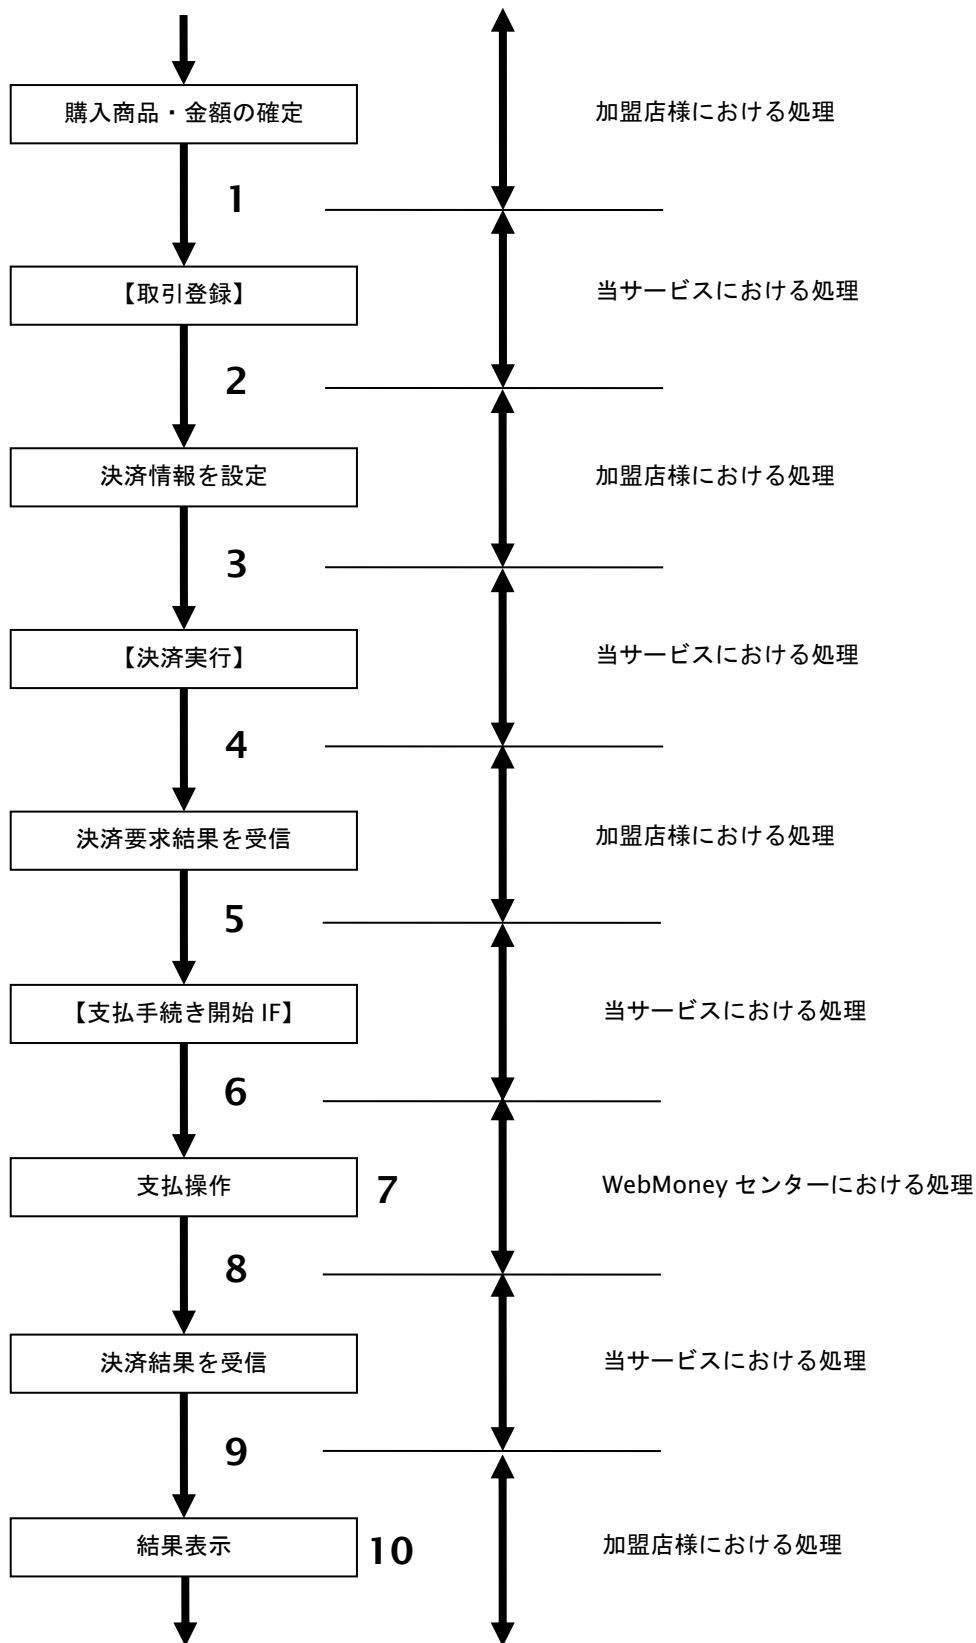 購入商品・金額の確定
加盟店様における処理
1
【取引登録】
当サービスにおける処理
2
決済情報を設定
加盟店様における処理
3
【決済実行】
当サービスにおける処理
4
決済要求結果を受信
加盟店様における処理
5
【支払手続き開始 IF】
当サービスにおける処理
6
支払操作
7
WebMoney センターにおける処理
8
決済結果を受信
当サービスにおける処理
9
結果表示
10
加盟店様における処理